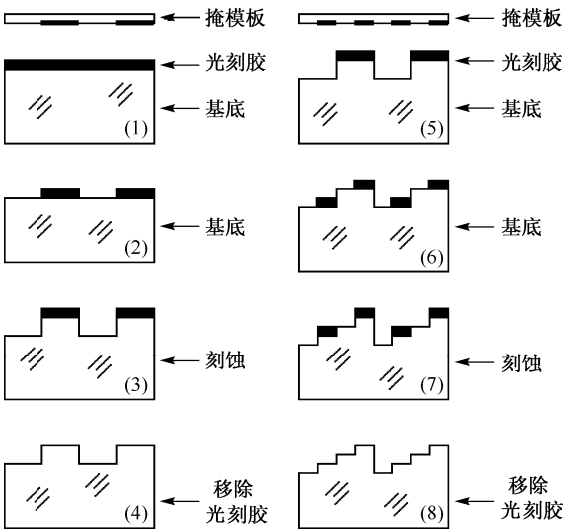 掩模板
光刻胶
基底
(1)
基底
(2)
刻蚀
(3)
移除
光刻胶
(4)
掩模板
光刻胶
基底
(5)
基底
(6)
刻蚀
(7)
移除
光刻胶
(8)